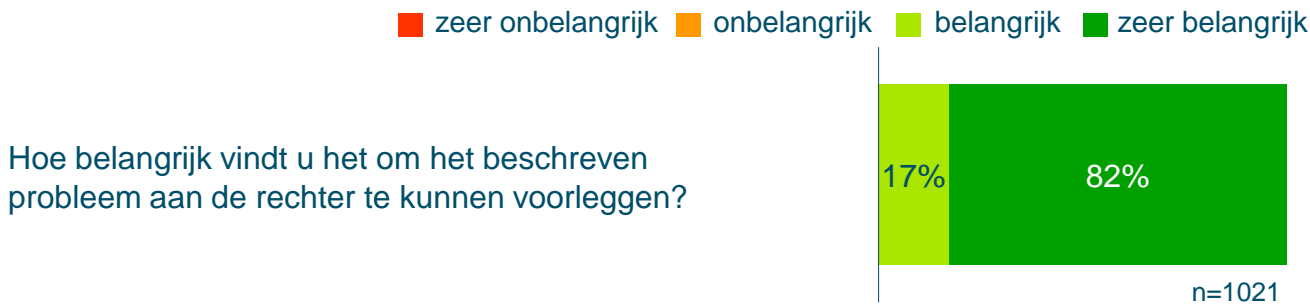 zeer onbelangrijk onbelangrijk belangrijk zeer belangrijk
Hoe belangrijk vindt u het om het beschreven
probleem aan de rechter te kunnen voorleggen?
17% 82%
n=1021